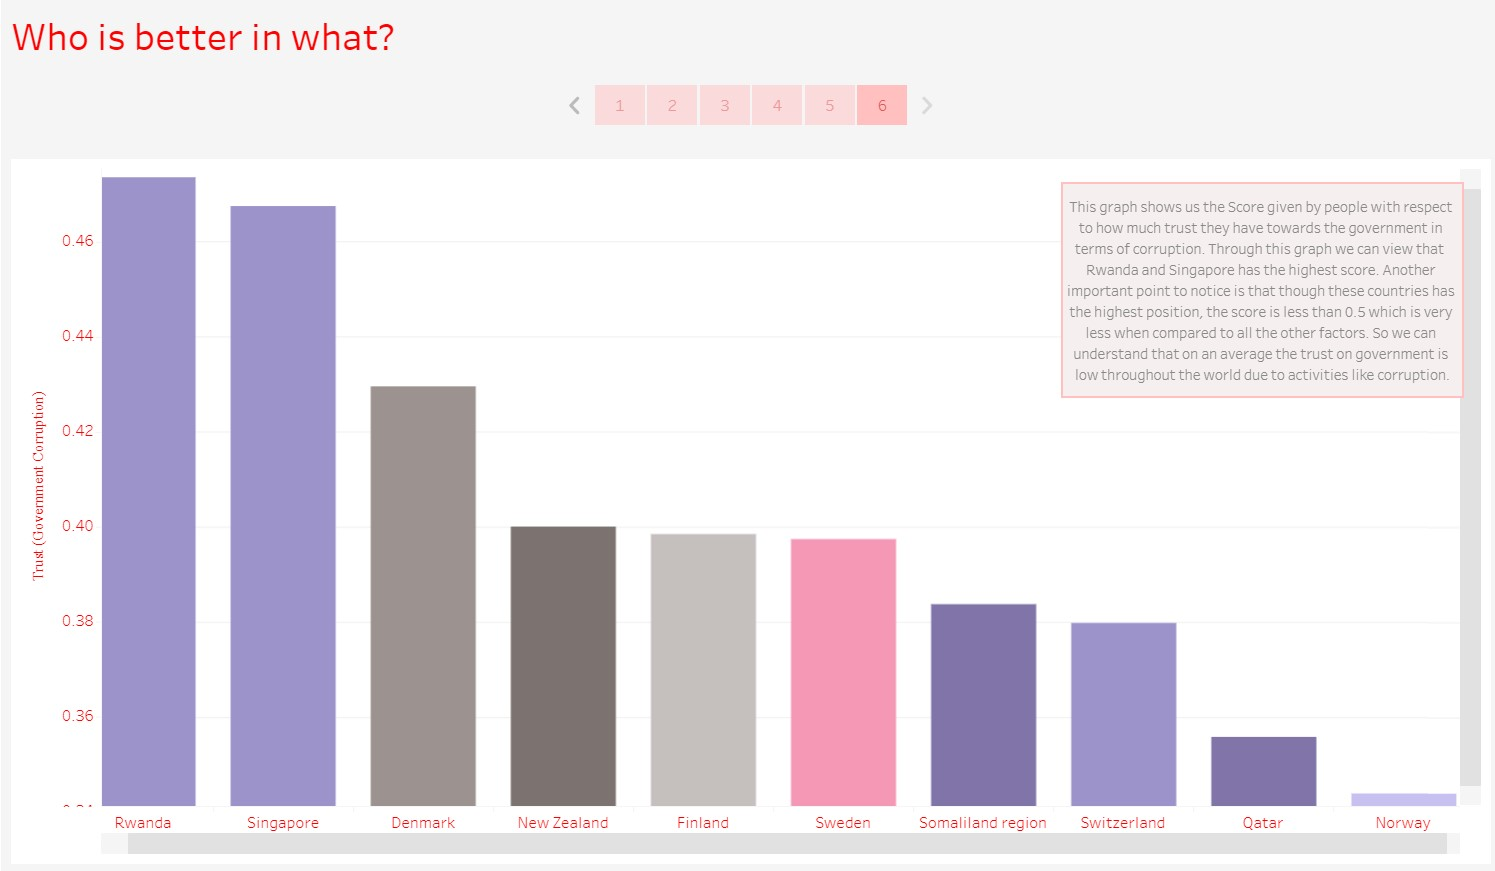 Who is better in what?
1 2 3 4 5 6
This graph shows us the Score given by people with respect
to how much trust they have towards the government in
terms of corruption. Through this graph we can view that
Rwanda and Singapore has the highest score. Another
important point to notice is that though these countries has
the highest position, the score is less than 0.5 which is very
less when compared to all the other factors. So we can
understand that on an average the trust on government is
low throughout the world due to activities like corruption.
Trust (Government Corruption)
0.46
0.44
0.42
0.40
0.38
0.36
Rwanda Singapore Denmark New Zealand Finland Sweden Somaliland region Switzerland Qatar Norway